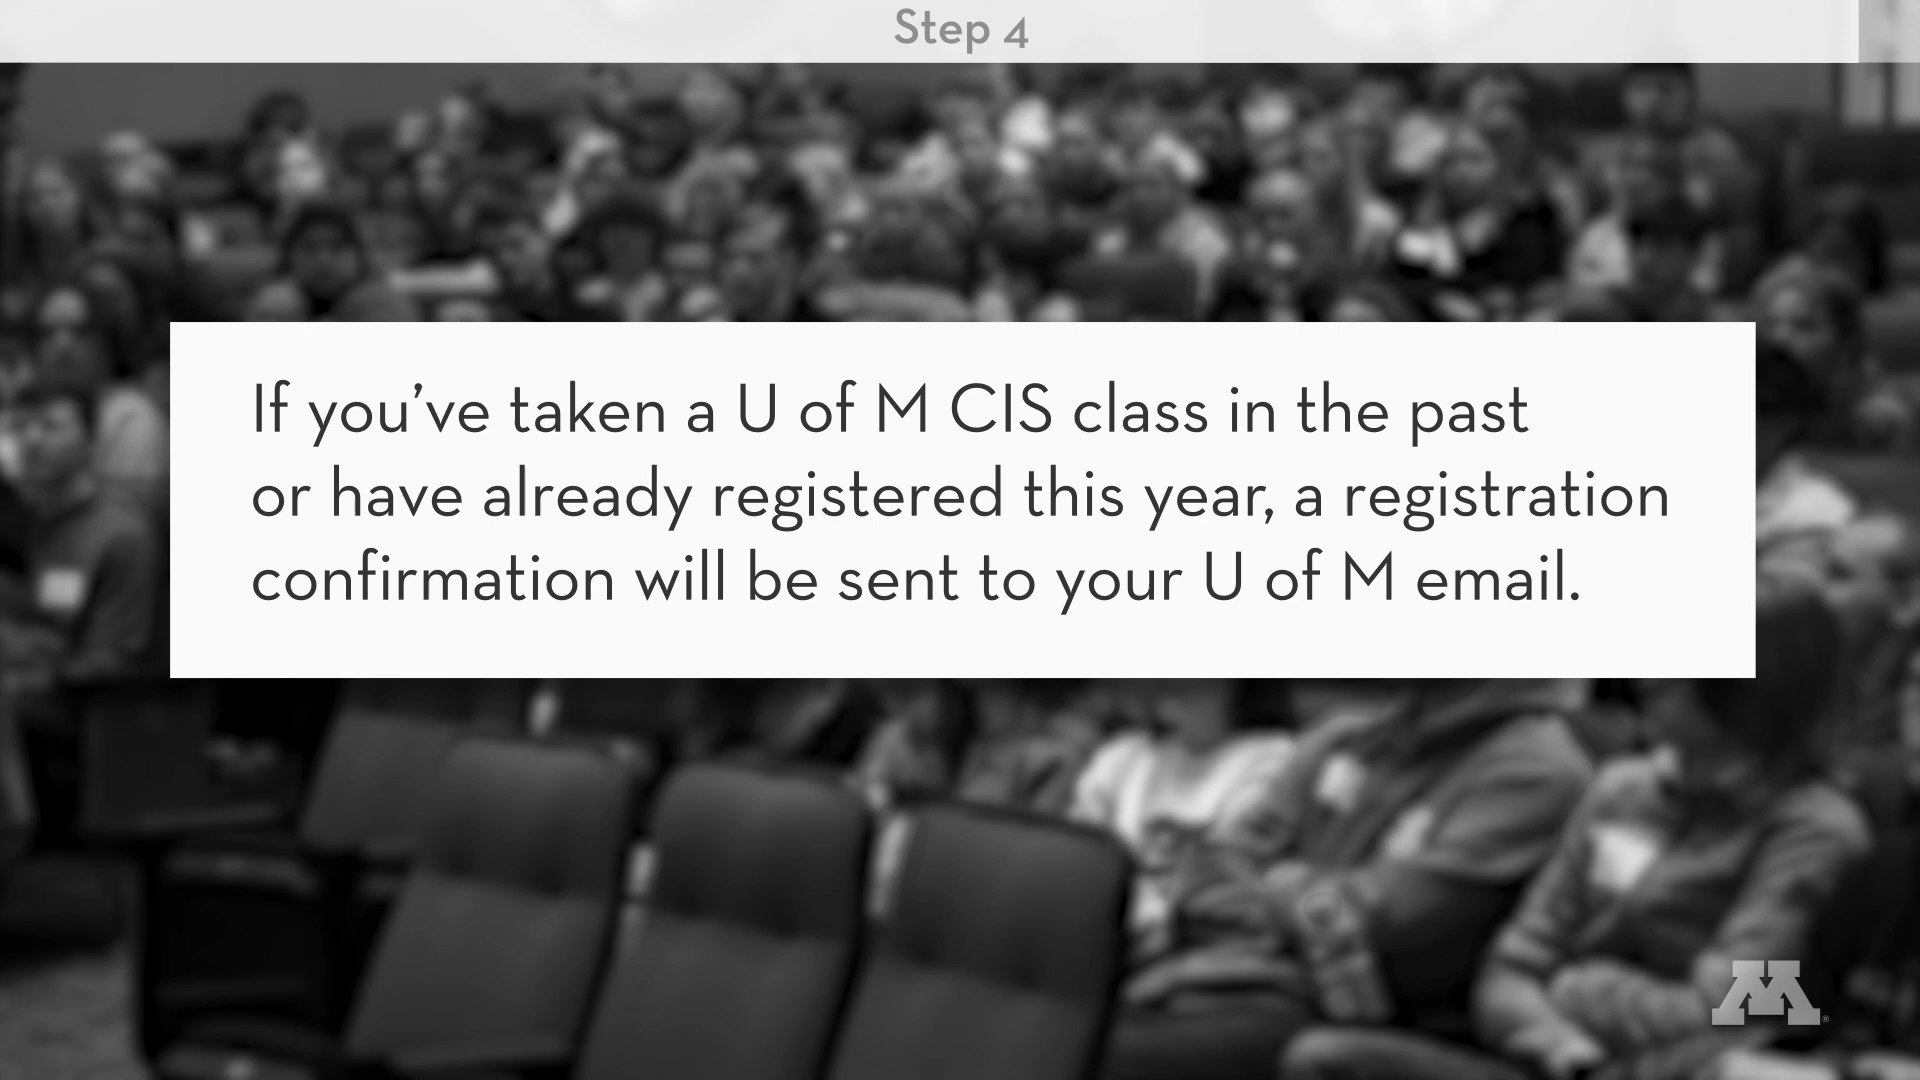 Step 4
If you’ve taken a U of M CIS class in the past
or have already registered this year, a registration
confirmation will be sent to your U of M email.
M®